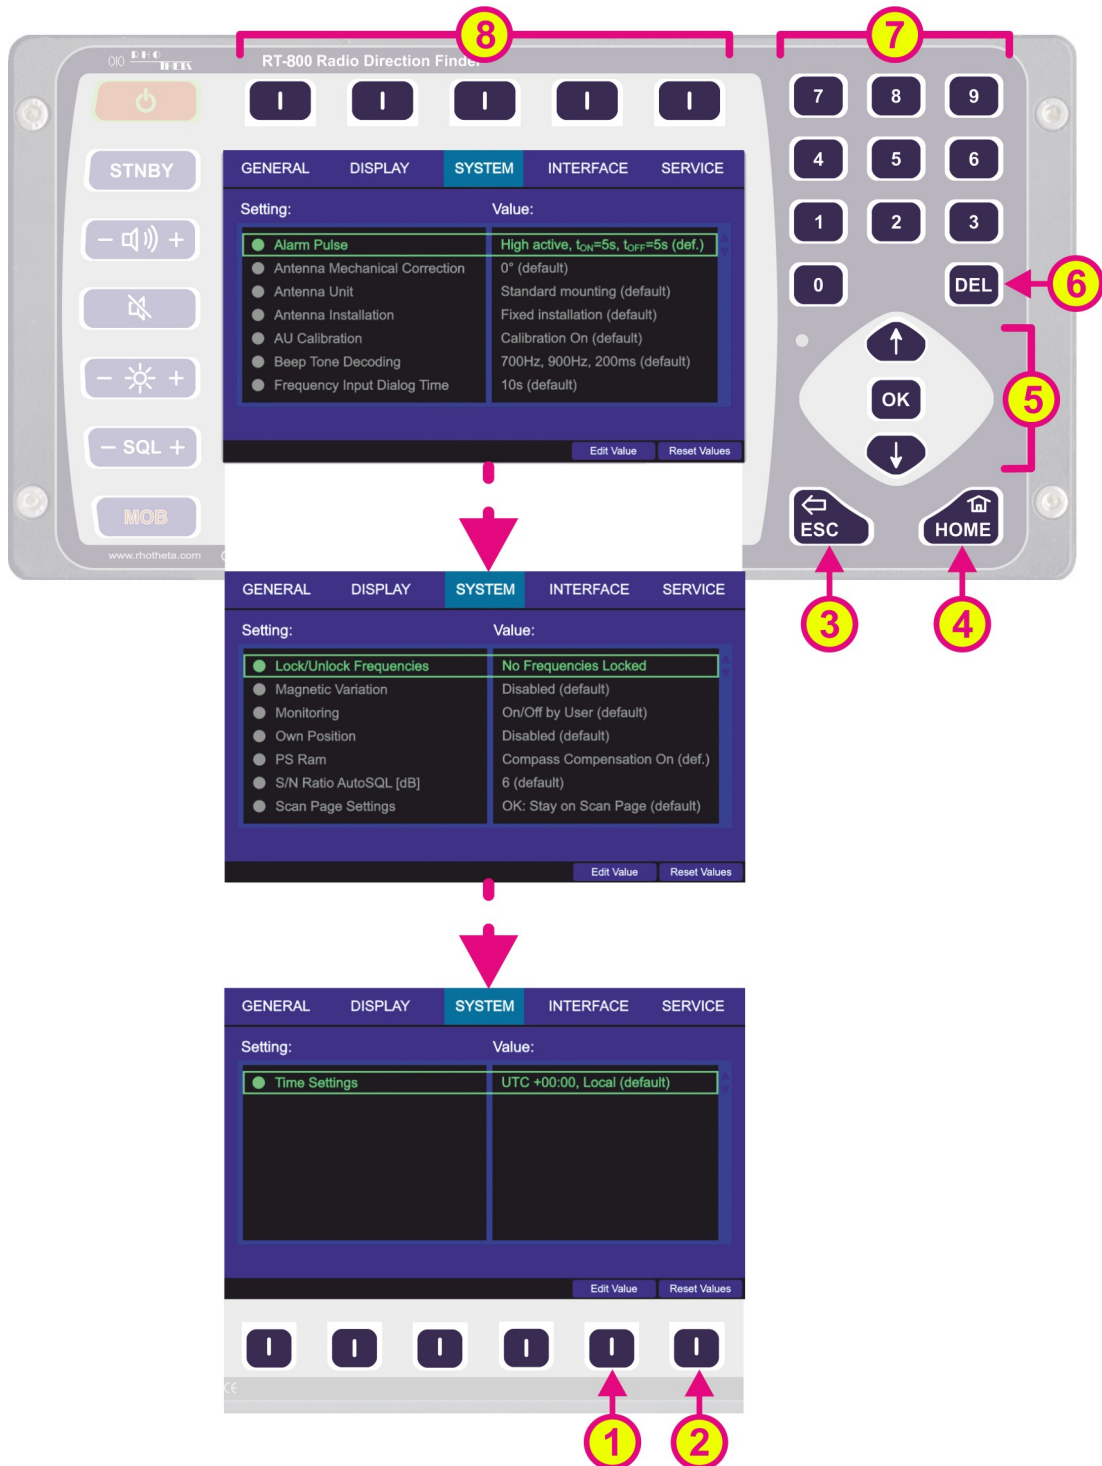 8
7
RHO
THETA
RT-800 Radio Direction Finder
7 8 9
STNBY
4 5 6
GENERAL DISPLAY SYSTEM INTERFACE SERVICE
Setting: Value:
1 2 3
- +
Alarm Pulse High active, tON=5s, tOFF=5s (def.)
Antenna Mechanical Correction 0° (default)
Antenna Unit Standard mounting (default)
Antenna Installation Fixed installation (default)
AU Calibration Calibration On (default)
Beep Tone Decoding 700Hz, 900Hz, 200ms (default)
Frequency Input Dialog Time 10s (default)
0 DEL
6
- +
OK
5
- SQL +
Edit Value Reset Values
MOB
ESC HOME
www.rhotheta.com
3 4
GENERAL DISPLAY SYSTEM INTERFACE SERVICE
Setting: Value:
Lock/Unlock Frequencies No Frequencies Locked
Magnetic Variation Disabled (default)
Monitoring On/Off by User (default)
Own Position Disabled (default)
PS Ram Compass Compensation On (def.)
S/N Ratio AutoSQL [dB] 6 (default)
Scan Page Settings OK: Stay on Scan Page (default)
Edit Value Reset Values
GENERAL DISPLAY SYSTEM INTERFACE SERVICE
Setting: Value:
Time Settings UTC +00:00, Local (default)
Edit Value Reset Values
CE
1 2